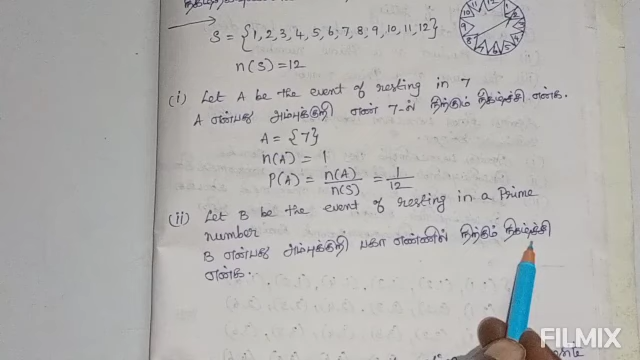 S = {1, 2, 3, 4, 5, 6, 7, 8, 9, 10, 11, 12}
n(S) = 12
(i) Let A be the event of resting in 7
A என்பது அம்புக்குறி எண் 7-ல் நிற்கும் நிகழ்ச்சி என்க.
A = {7}
n(A) = 1
P(A) = n(A)/n(S) = 1/12
(ii) Let B be the event of resting in a Prime
number
B என்பது அம்புக்குறி பகா எண்ணில் நிற்கும் நிகழ்ச்சி
என்க.
FILMIX